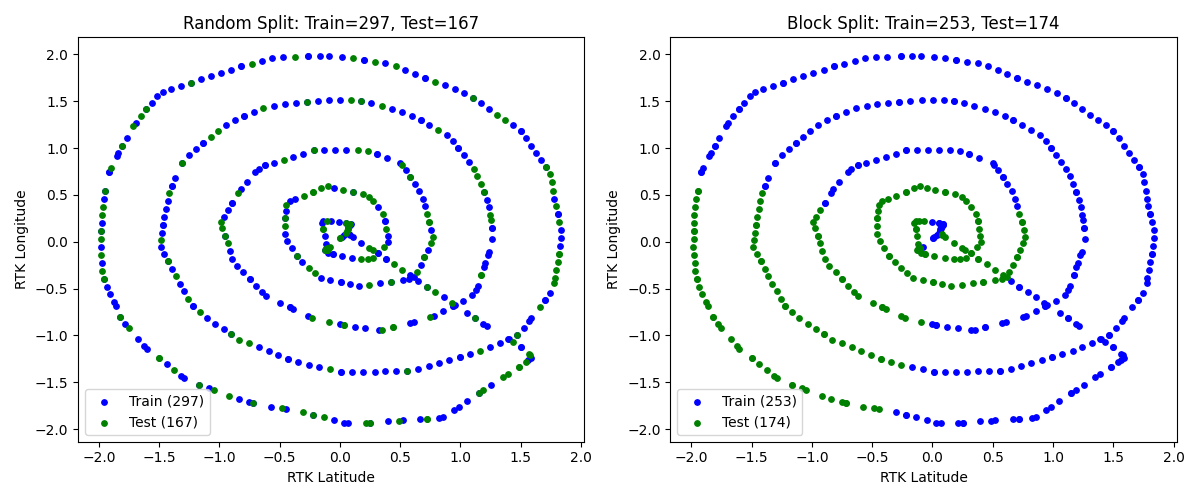 Random Split: Train=297, Test=167
RTK Longitude
2.0
1.5
1.0
0.5
0.0
−0.5
−1.0
−1.5
−2.0
Train (297)
Test (167)
−2.0 −1.5 −1.0 −0.5 0.0 0.5 1.0 1.5 2.0
RTK Latitude
Block Split: Train=253, Test=174
RTK Longitude
2.0
1.5
1.0
0.5
0.0
−0.5
−1.0
−1.5
−2.0
Train (253)
Test (174)
−2.0 −1.5 −1.0 −0.5 0.0 0.5 1.0 1.5 2.0
RTK Latitude